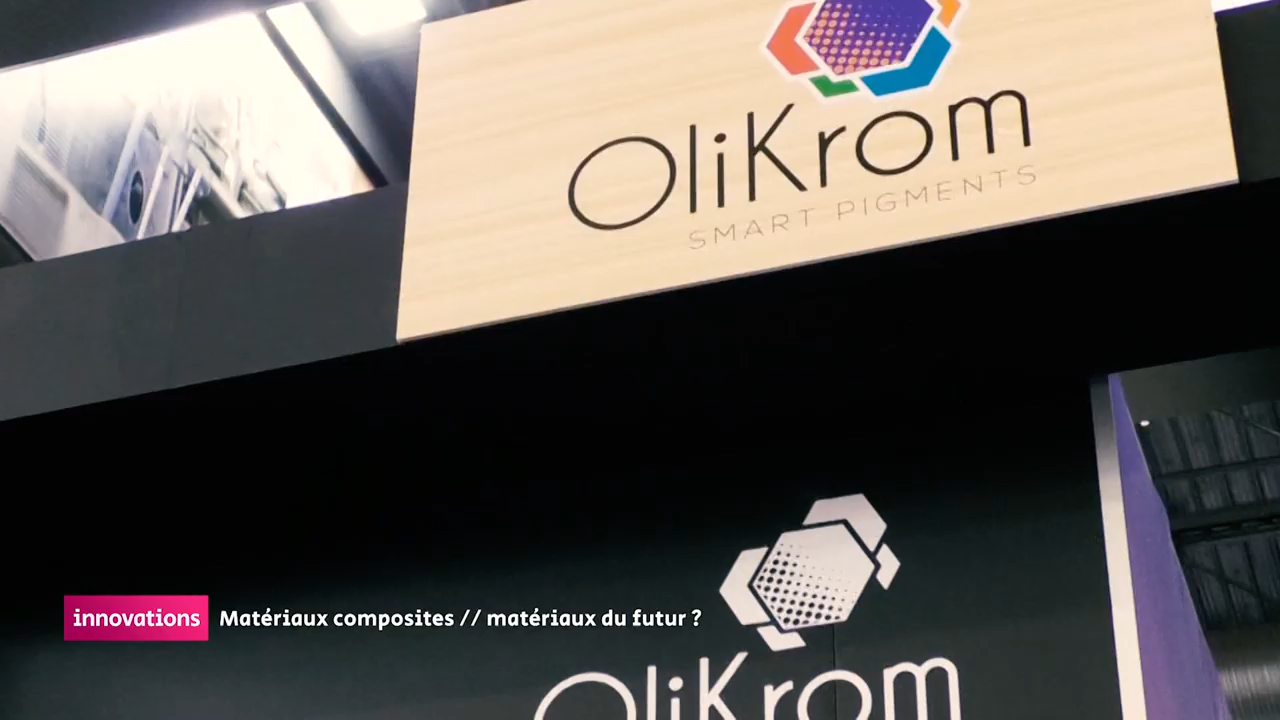 OliKrom
SMART PIGMENTS
innovations Matériaux composites // matériaux du futur ?
OliKrom